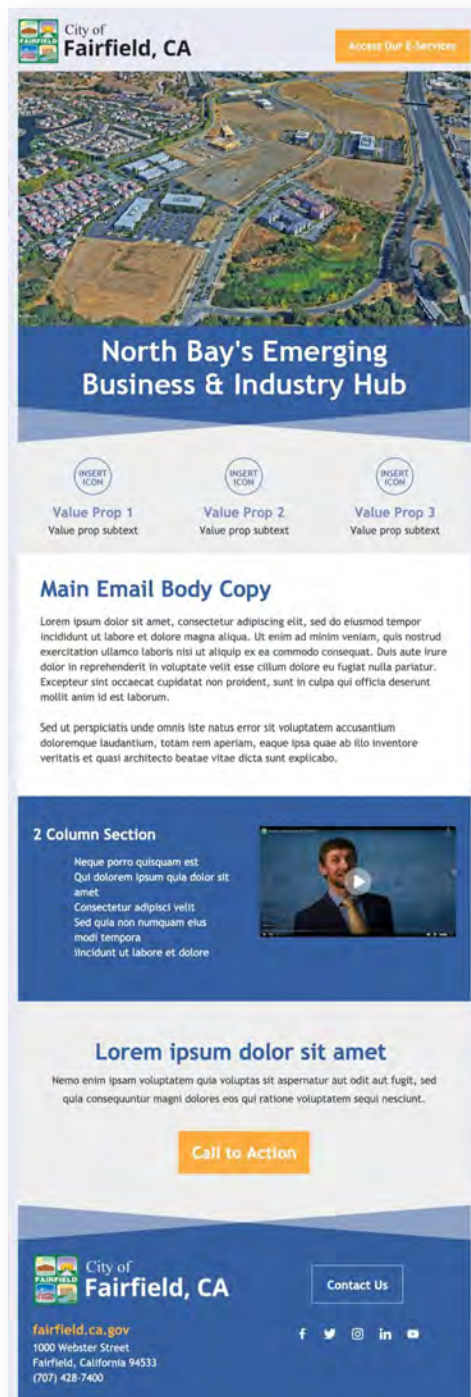 City of
Fairfield, CA
FAIRFIELD
Access Our E-Services
North Bay's Emerging
Business & Industry Hub
INSERT
ICON
INSERT
ICON
INSERT
ICON
Value Prop 1
Value Prop 2
Value Prop 3
Value prop subtext
Value prop subtext
Value prop subtext
Main Email Body Copy
Lorem ipsum dolor sit amet, consectetur adipiscing elit, sed do eiusmod tempor
incididunt ut labore et dolore magna aliqua. Ut enim ad minim veniam, quis nostrud
exercitation ullamco laboris nisi ut aliquip ex ea commodo consequat. Duis aute irure
dolor in reprehenderit in voluptate velit esse cillum dolore eu fugiat nulla pariatur.
Excepteur sint occaecat cupidatat non proident, sunt in culpa qui officia deserunt
mollit anim id est laborum.
Sed ut perspiciatis unde omnis iste natus error sit voluptatem accusantium
doloremque laudantium, totam rem aperiam, eaque ipsa quae ab illo inventore
veritatis et quasi architecto beatae vitae dicta sunt explicabo.
2 Column Section
Neque porro quisquam est
Qui dolorem ipsum quia dolor sit
amet
Consectetur adipisci velit
Sed quia non numquam eius
modi tempora
iIncidunt ut labore et dolore
Lorem ipsum dolor sit amet
Nemo enim ipsam voluptatem quia voluptas sit aspernatur aut odit aut fugit, sed
quia consequuntur magni dolores eos qui ratione voluptatem sequi nesciunt.
Call to Action
City of
Fairfield, CA
FAIRFIELD
Contact Us
fairfield.ca.gov
1000 Webster Street
Fairfield, California 94533
(707) 428-7400